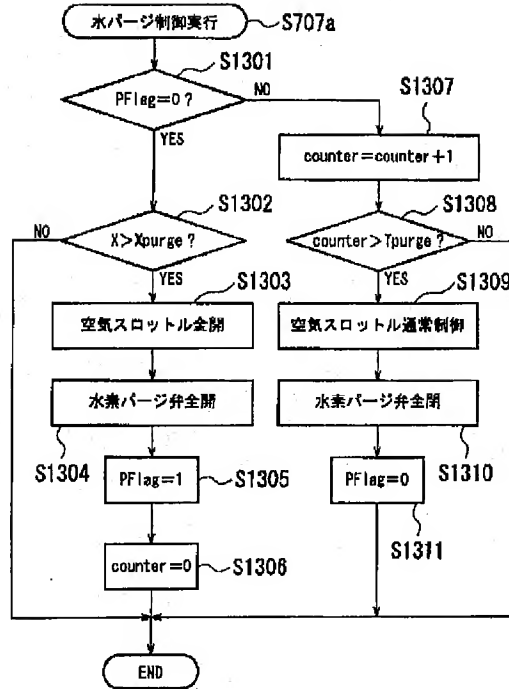 水パージ制御実行
S707a
S1301
PFlag=0?
NO
YES
S1307
counter=counter+1
S1302
X>Xpurge?
NO
YES
S1308
counter>Tpurge?
NO
YES
S1303
空気スロットル全開
S1309
空気スロットル通常制御
水素パージ弁全開
S1304
水素パージ弁全閉
S1310
PFlag=1
S1305
PFlag=0
S1311
counter=0
S1306
END